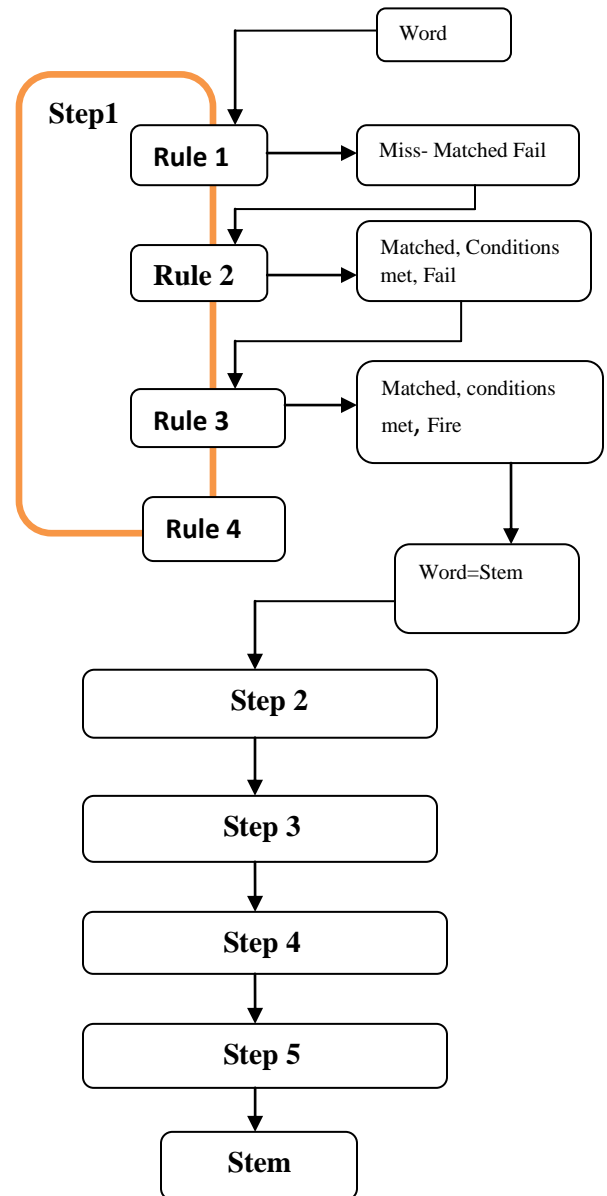 Word
Step1
Rule 1
Miss- Matched Fail
Rule 2
Matched, Conditions
met, Fail
Rule 3
Matched, conditions
met, Fire
Rule 4
Word=Stem
Step 2
Step 3
Step 4
Step 5
Stem